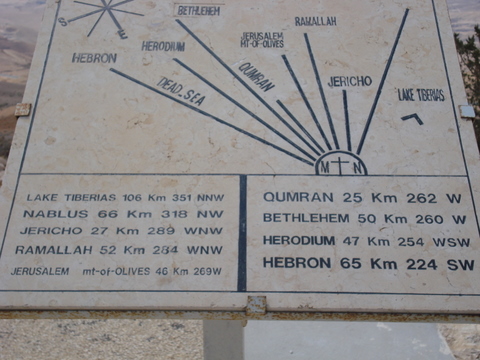 S
E
BETHLEHEM
RAMALLAH
JERUSALEM
MT-OF-OLIVES
HERODIUM
HEBRON
QUMRAN
JERICHO
DEAD SEA
LAKE TIBERIAS
M N
LAKE TIBERIAS 106 Km 351 NNW
NABLUS 66 Km 318 NW
JERICHO 27 Km 289 WNW
RAMALLAH 52 Km 284 WNW
JERUSALEM mt-of-OLIVES 46 Km 269W
QUMRAN 25 Km 262 W
BETHLEHEM 50 Km 260 W
HERODIUM 47 Km 254 WSW
HEBRON 65 Km 224 SW